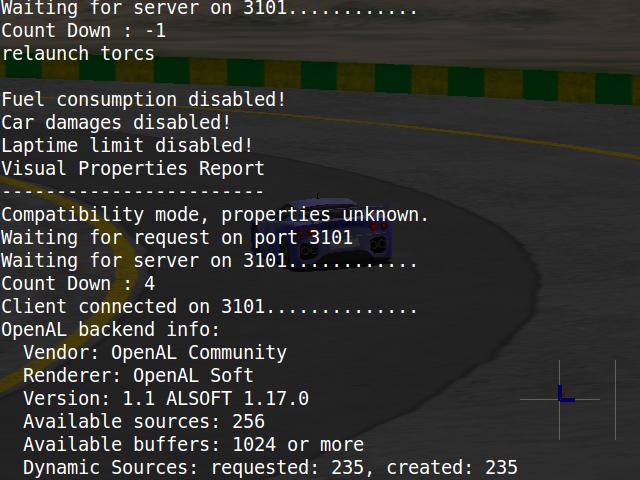 Waiting for server on 3101............
Count Down : -1
relaunch torcs
Fuel consumption disabled!
Car damages disabled!
Laptime limit disabled!
Visual Properties Report
------------------------
Compatibility mode, properties unknown.
Waiting for request on port 3101
Waiting for server on 3101............
Count Down : 4
Client connected on 3101..............
OpenAL backend info:
  Vendor: OpenAL Community
  Renderer: OpenAL Soft
  Version: 1.1 ALSOFT 1.17.0
  Available sources: 256
  Available buffers: 1024 or more
  Dynamic Sources: requested: 235, created: 235